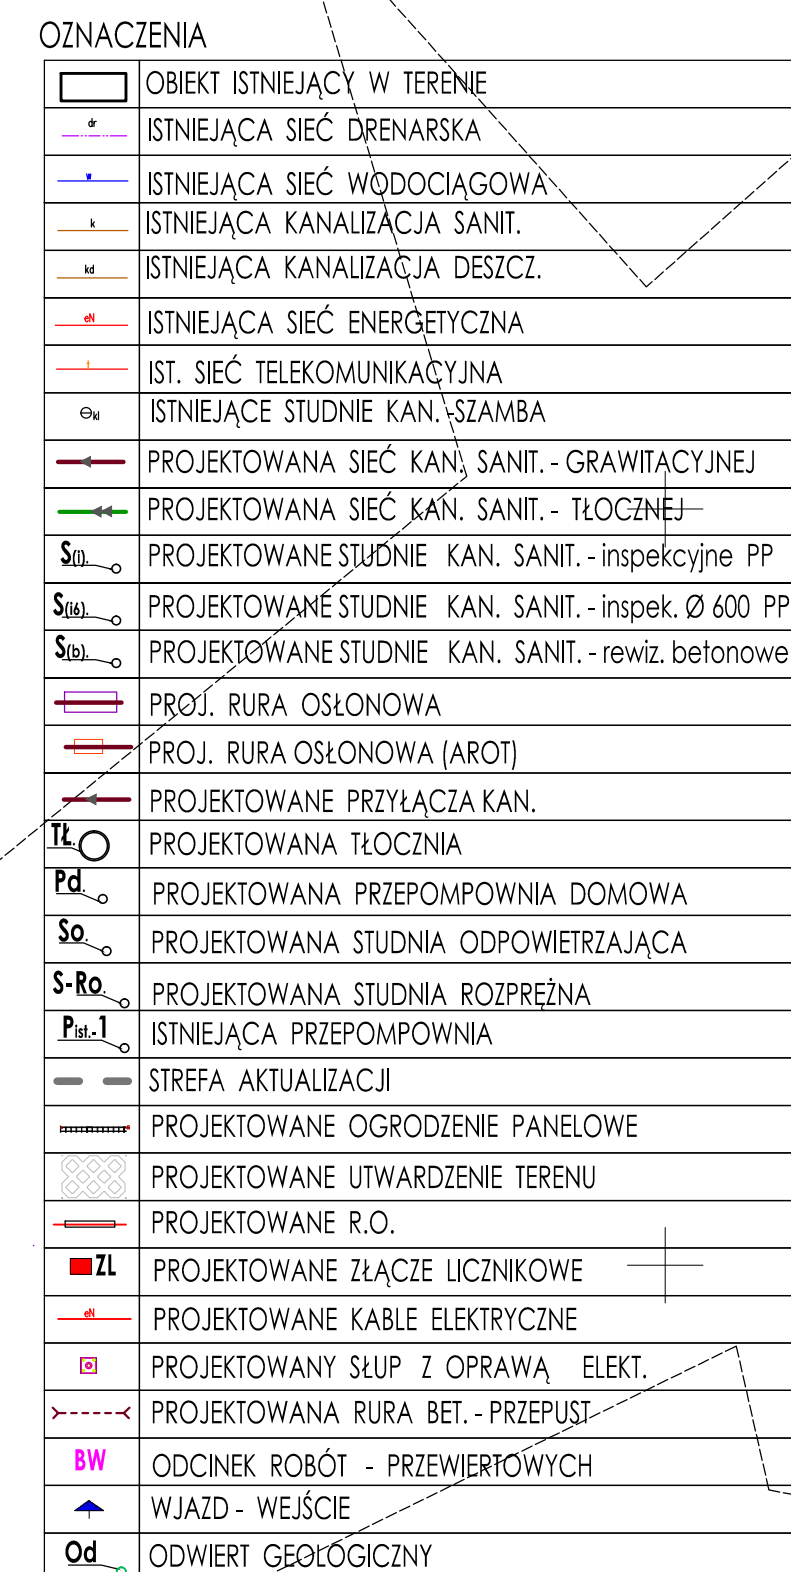 OZNACZENIA
OBIEKT ISTNIEJĄCY W TERENIE
dr ISTNIEJĄCA SIEĆ DRENARSKA
w ISTNIEJĄCA SIEĆ WODOCIĄGOWA
k ISTNIEJĄCA KANALIZACJA SANIT.
kd ISTNIEJĄCA KANALIZACJA DESZCZ.
eN ISTNIEJĄCA SIEĆ ENERGETYCZNA
t IST. SIEĆ TELEKOMUNIKACYJNA
kl ISTNIEJĄCE STUDNIE KAN. -SZAMBA
PROJEKTOWANA SIEĆ KAN. SANIT. - GRAWITACYJNEJ
PROJEKTOWANA SIEĆ KAN. SANIT. - TŁOCZNEJ
S(i). PROJEKTOWANE STUDNIE KAN. SANIT. - inspekcyjne PP
S(i6). PROJEKTOWANE STUDNIE KAN. SANIT. - inspek. Ø 600 PP
S(b). PROJEKTOWANE STUDNIE KAN. SANIT. - rewiz. betonowe
PROJ. RURA OSŁONOWA
PROJ. RURA OSŁONOWA (AROT)
PROJEKTOWANE PRZYŁĄCZA KAN.
TŁ. PROJEKTOWANA TŁOCZNIA
Pd. PROJEKTOWANA PRZEPOMPOWNIA DOMOWA
So. PROJEKTOWANA STUDNIA ODPOWIETRZAJĄCA
S-Ro. PROJEKTOWANA STUDNIA ROZPRĘŻNA
Pist.-1 ISTNIEJĄCA PRZEPOMPOWNIA
STREFA AKTUALIZACJI
PROJEKTOWANE OGRODZENIE PANELOWE
PROJEKTOWANE UTWARDZENIE TERENU
PROJEKTOWANE R.O.
ZL PROJEKTOWANE ZŁĄCZE LICZNIKOWE
eN PROJEKTOWANE KABLE ELEKTRYCZNE
PROJEKTOWANY SŁUP Z OPRAWĄ ELEKT.
PROJEKTOWANA RURA BET. - PRZEPUST
BW ODCINEK ROBÓT - PRZEWIERTOWYCH
WJAZD - WEJŚCIE
Od ODWIERT GEOLOGICZNY